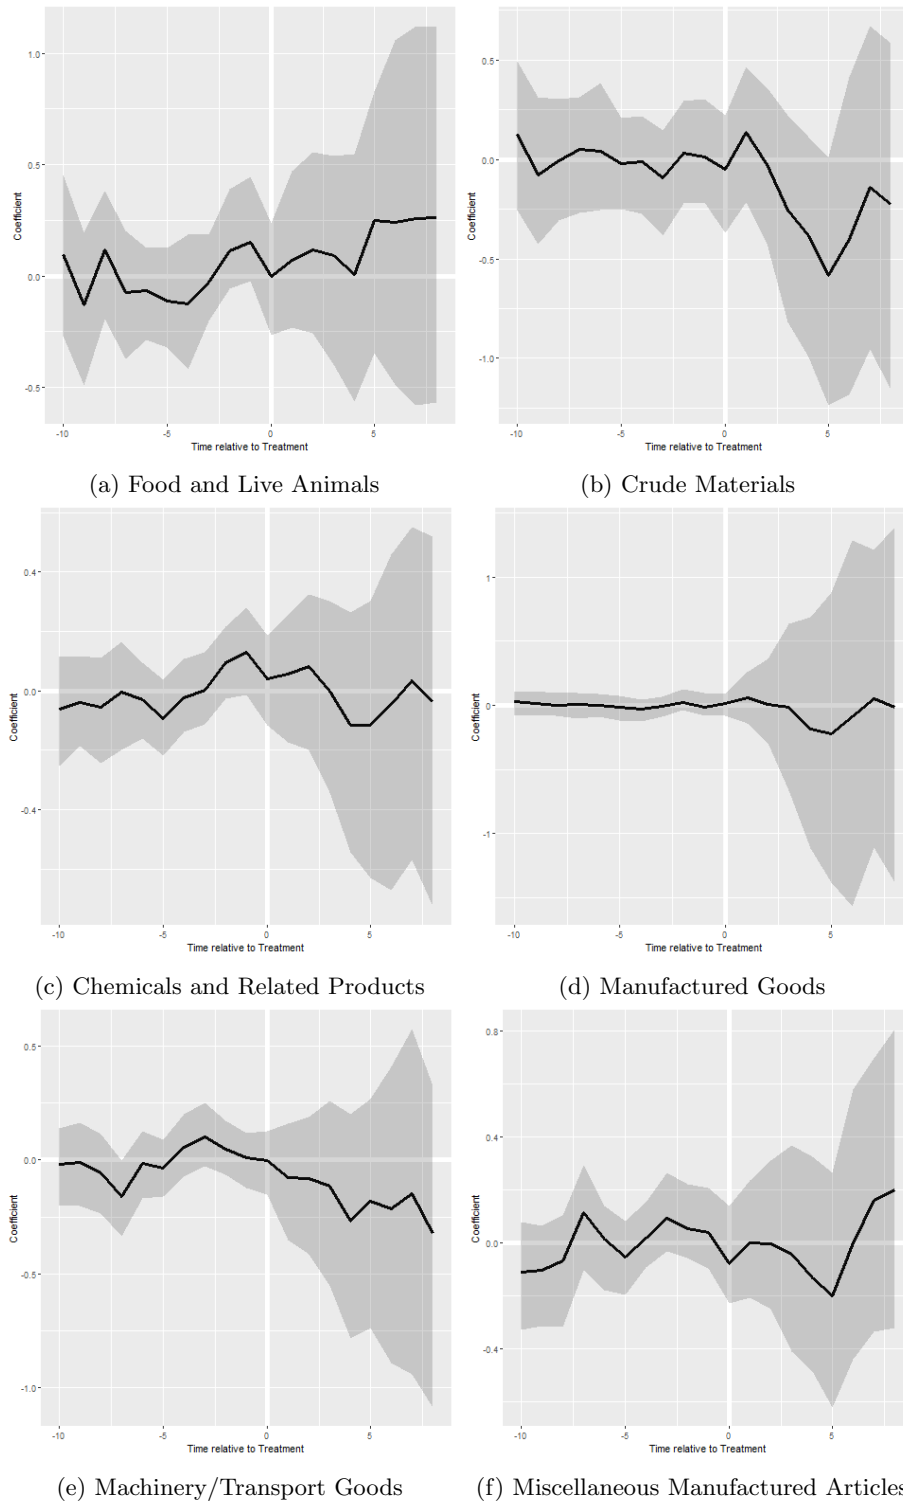 1.0
0.5
0.0
-0.5
Coefficient
-10
-5
0
5
Time relative to Treatment
(a) Food and Live Animals
0.5
0.0
-0.5
-1.0
Coefficient
-10
-5
0
5
Time relative to Treatment
(b) Crude Materials
0.4
0.0
-0.4
Coefficient
-10
-5
0
5
Time relative to Treatment
(c) Chemicals and Related Products
1
0
-1
Coefficient
-10
-5
0
5
Time relative to Treatment
(d) Manufactured Goods
0.5
0.0
-0.5
-1.0
Coefficient
-10
-5
0
5
Time relative to Treatment
(e) Machinery/Transport Goods
0.8
0.4
0.0
-0.4
Coefficient
-10
-5
0
5
Time relative to Treatment
(f) Miscellaneous Manufactured Articles